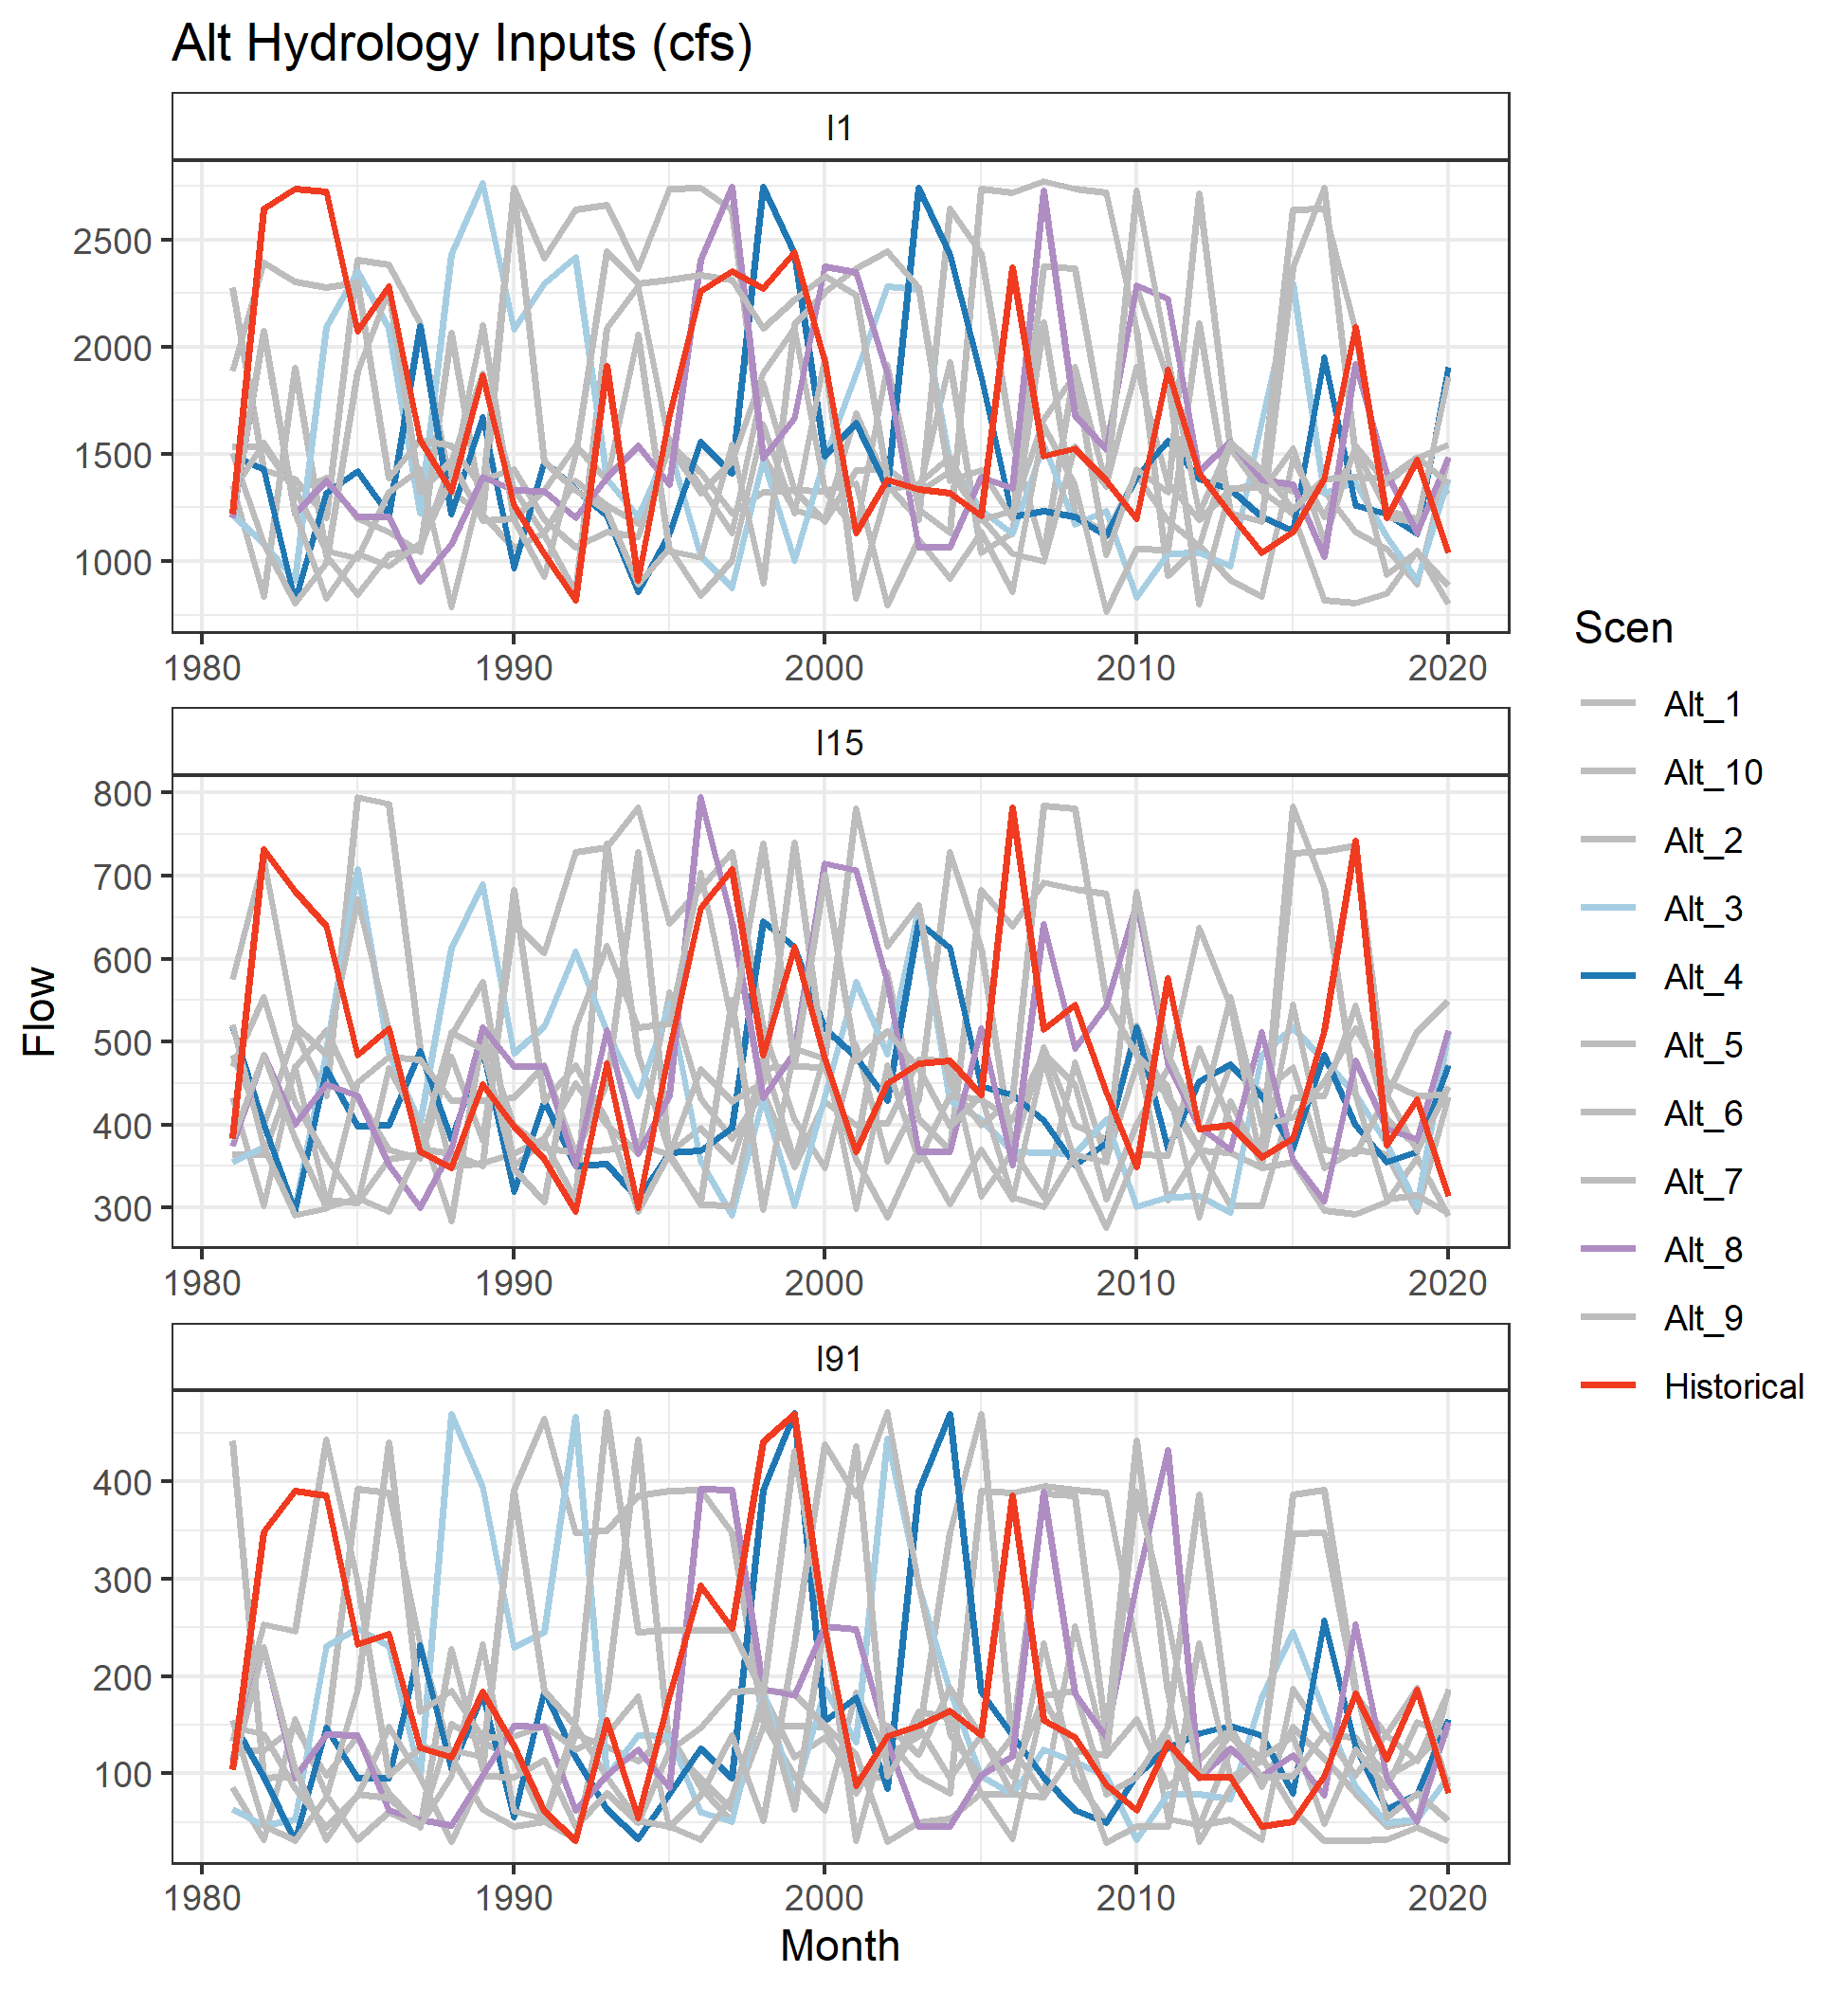 Alt Hydrology Inputs (cfs)
I1
2500
2000
1500
1000
1980 1990 2000 2010 2020
I15
800
700
600
500
400
300
1980 1990 2000 2010 2020
I91
400
300
200
100
1980 1990 2000 2010 2020
Month
Flow
Scen
Alt_1
Alt_10
Alt_2
Alt_3
Alt_4
Alt_5
Alt_6
Alt_7
Alt_8
Alt_9
Historical